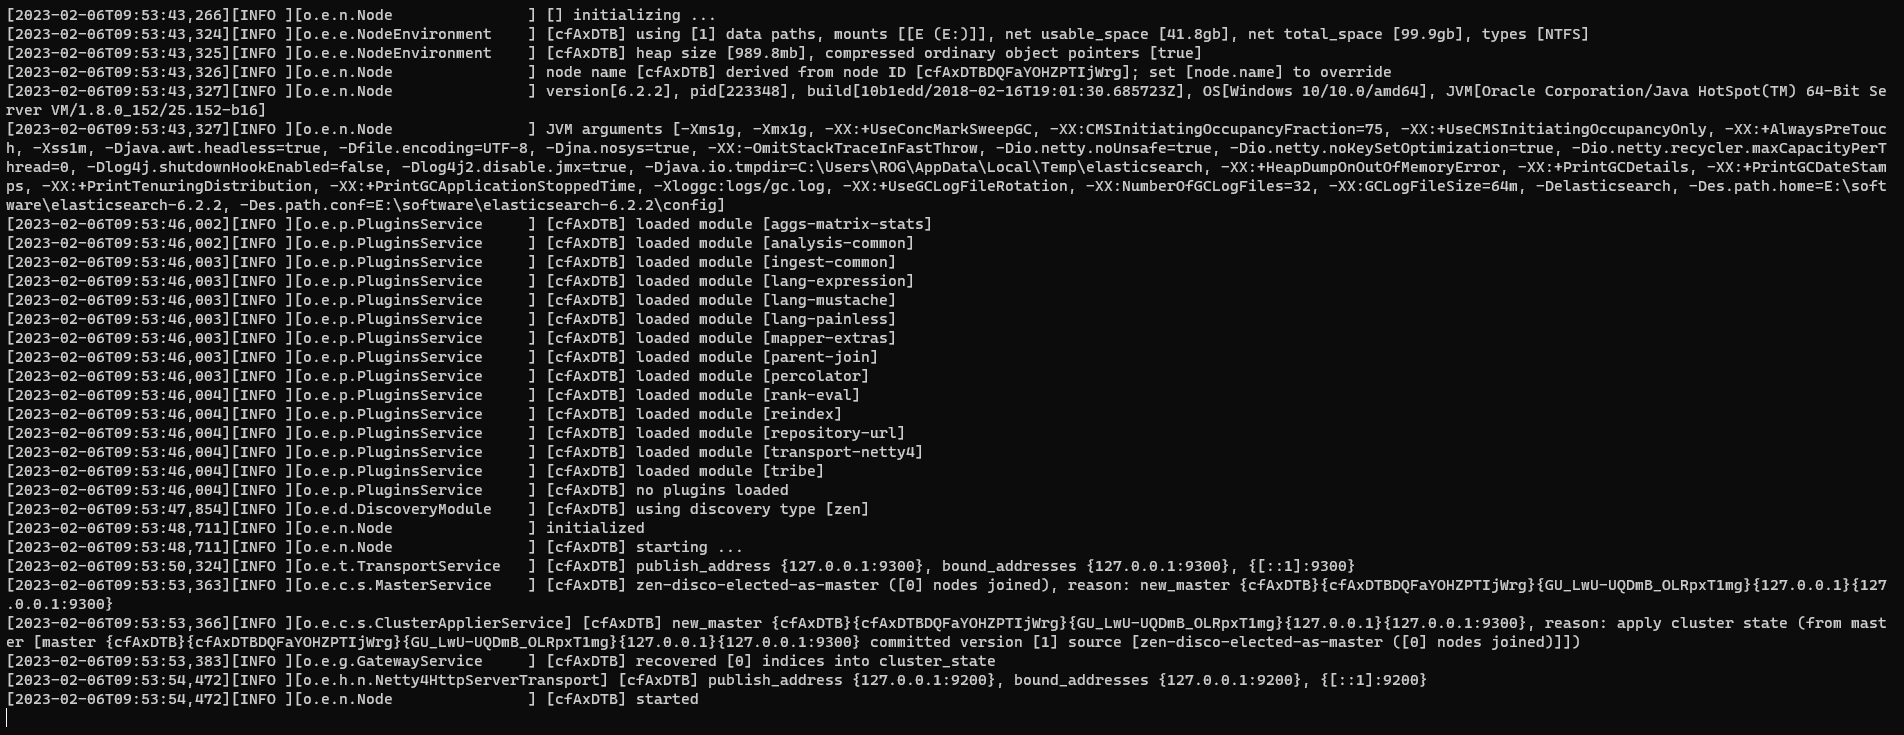 [2023-02-06T09:53:43,266][INFO ][o.e.n.Node               ] [] initializing ...
[2023-02-06T09:53:43,324][INFO ][o.e.e.NodeEnvironment    ] [cfAxDTB] using [1] data paths, mounts [[E (E:)]], net usable_space [41.8gb], net total_space [99.9gb], types [NTFS]
[2023-02-06T09:53:43,325][INFO ][o.e.e.NodeEnvironment    ] [cfAxDTB] heap size [989.8mb], compressed ordinary object pointers [true]
[2023-02-06T09:53:43,326][INFO ][o.e.n.Node               ] node name [cfAxDTB] derived from node ID [cfAxDTBDQFaYOHZPTIjWrg]; set [node.name] to override
[2023-02-06T09:53:43,327][INFO ][o.e.n.Node               ] version[6.2.2], pid[223348], build[10b1edd/2018-02-16T19:01:30.685723Z], OS[Windows 10/10.0/amd64], JVM[Oracle Corporation/Java HotSpot(TM) 64-Bit Se
rver VM/1.8.0_152/25.152-b16]
[2023-02-06T09:53:43,327][INFO ][o.e.n.Node               ] JVM arguments [-Xms1g, -Xmx1g, -XX:+UseConcMarkSweepGC, -XX:CMSInitiatingOccupancyFraction=75, -XX:+UseCMSInitiatingOccupancyOnly, -XX:+AlwaysPreTouc
h, -Xss1m, -Djava.awt.headless=true, -Dfile.encoding=UTF-8, -Djna.nosys=true, -XX:-OmitStackTraceInFastThrow, -Dio.netty.noUnsafe=true, -Dio.netty.noKeySetOptimization=true, -Dio.netty.recycler.maxCapacityPerT
hread=0, -Dlog4j.shutdownHookEnabled=false, -Dlog4j2.disable.jmx=true, -Djava.io.tmpdir=C:\Users\ROG\AppData\Local\Temp\elasticsearch, -XX:+HeapDumpOnOutOfMemoryError, -XX:+PrintGCDetails, -XX:+PrintGCDateStam
ps, -XX:+PrintTenuringDistribution, -XX:+PrintGCApplicationStoppedTime, -Xloggc:logs/gc.log, -XX:+UseGCLogFileRotation, -XX:NumberOfGCLogFiles=32, -XX:GCLogFileSize=64m, -Delasticsearch, -Des.path.home=E:\soft
ware\elasticsearch-6.2.2, -Des.path.conf=E:\software\elasticsearch-6.2.2\config]
[2023-02-06T09:53:46,002][INFO ][o.e.p.PluginsService     ] [cfAxDTB] loaded module [aggs-matrix-stats]
[2023-02-06T09:53:46,002][INFO ][o.e.p.PluginsService     ] [cfAxDTB] loaded module [analysis-common]
[2023-02-06T09:53:46,003][INFO ][o.e.p.PluginsService     ] [cfAxDTB] loaded module [ingest-common]
[2023-02-06T09:53:46,003][INFO ][o.e.p.PluginsService     ] [cfAxDTB] loaded module [lang-expression]
[2023-02-06T09:53:46,003][INFO ][o.e.p.PluginsService     ] [cfAxDTB] loaded module [lang-mustache]
[2023-02-06T09:53:46,003][INFO ][o.e.p.PluginsService     ] [cfAxDTB] loaded module [lang-painless]
[2023-02-06T09:53:46,003][INFO ][o.e.p.PluginsService     ] [cfAxDTB] loaded module [mapper-extras]
[2023-02-06T09:53:46,003][INFO ][o.e.p.PluginsService     ] [cfAxDTB] loaded module [parent-join]
[2023-02-06T09:53:46,003][INFO ][o.e.p.PluginsService     ] [cfAxDTB] loaded module [percolator]
[2023-02-06T09:53:46,004][INFO ][o.e.p.PluginsService     ] [cfAxDTB] loaded module [rank-eval]
[2023-02-06T09:53:46,004][INFO ][o.e.p.PluginsService     ] [cfAxDTB] loaded module [reindex]
[2023-02-06T09:53:46,004][INFO ][o.e.p.PluginsService     ] [cfAxDTB] loaded module [repository-url]
[2023-02-06T09:53:46,004][INFO ][o.e.p.PluginsService     ] [cfAxDTB] loaded module [transport-netty4]
[2023-02-06T09:53:46,004][INFO ][o.e.p.PluginsService     ] [cfAxDTB] loaded module [tribe]
[2023-02-06T09:53:46,004][INFO ][o.e.p.PluginsService     ] [cfAxDTB] no plugins loaded
[2023-02-06T09:53:47,854][INFO ][o.e.d.DiscoveryModule    ] [cfAxDTB] using discovery type [zen]
[2023-02-06T09:53:48,711][INFO ][o.e.n.Node               ] initialized
[2023-02-06T09:53:48,711][INFO ][o.e.n.Node               ] [cfAxDTB] starting ...
[2023-02-06T09:53:50,324][INFO ][o.e.t.TransportService   ] [cfAxDTB] publish_address {127.0.0.1:9300}, bound_addresses {127.0.0.1:9300}, {[::1]:9300}
[2023-02-06T09:53:53,363][INFO ][o.e.c.s.MasterService    ] [cfAxDTB] zen-disco-elected-as-master ([0] nodes joined), reason: new_master {cfAxDTB}{cfAxDTBDQFaYOHZPTIjWrg}{GU_LwU-UQDmB_OLRpxT1mg}{127.0.0.1}{127
.0.0.1:9300}
[2023-02-06T09:53:53,366][INFO ][o.e.c.s.ClusterApplierService] [cfAxDTB] new_master {cfAxDTB}{cfAxDTBDQFaYOHZPTIjWrg}{GU_LwU-UQDmB_OLRpxT1mg}{127.0.0.1}{127.0.0.1:9300}, reason: apply cluster state (from mast
er [master {cfAxDTB}{cfAxDTBDQFaYOHZPTIjWrg}{GU_LwU-UQDmB_OLRpxT1mg}{127.0.0.1}{127.0.0.1:9300} committed version [1] source [zen-disco-elected-as-master ([0] nodes joined)]])
[2023-02-06T09:53:53,383][INFO ][o.e.g.GatewayService     ] [cfAxDTB] recovered [0] indices into cluster_state
[2023-02-06T09:53:54,472][INFO ][o.e.h.n.Netty4HttpServerTransport] [cfAxDTB] publish_address {127.0.0.1:9200}, bound_addresses {127.0.0.1:9200}, {[::1]:9200}
[2023-02-06T09:53:54,472][INFO ][o.e.n.Node               ] [cfAxDTB] started